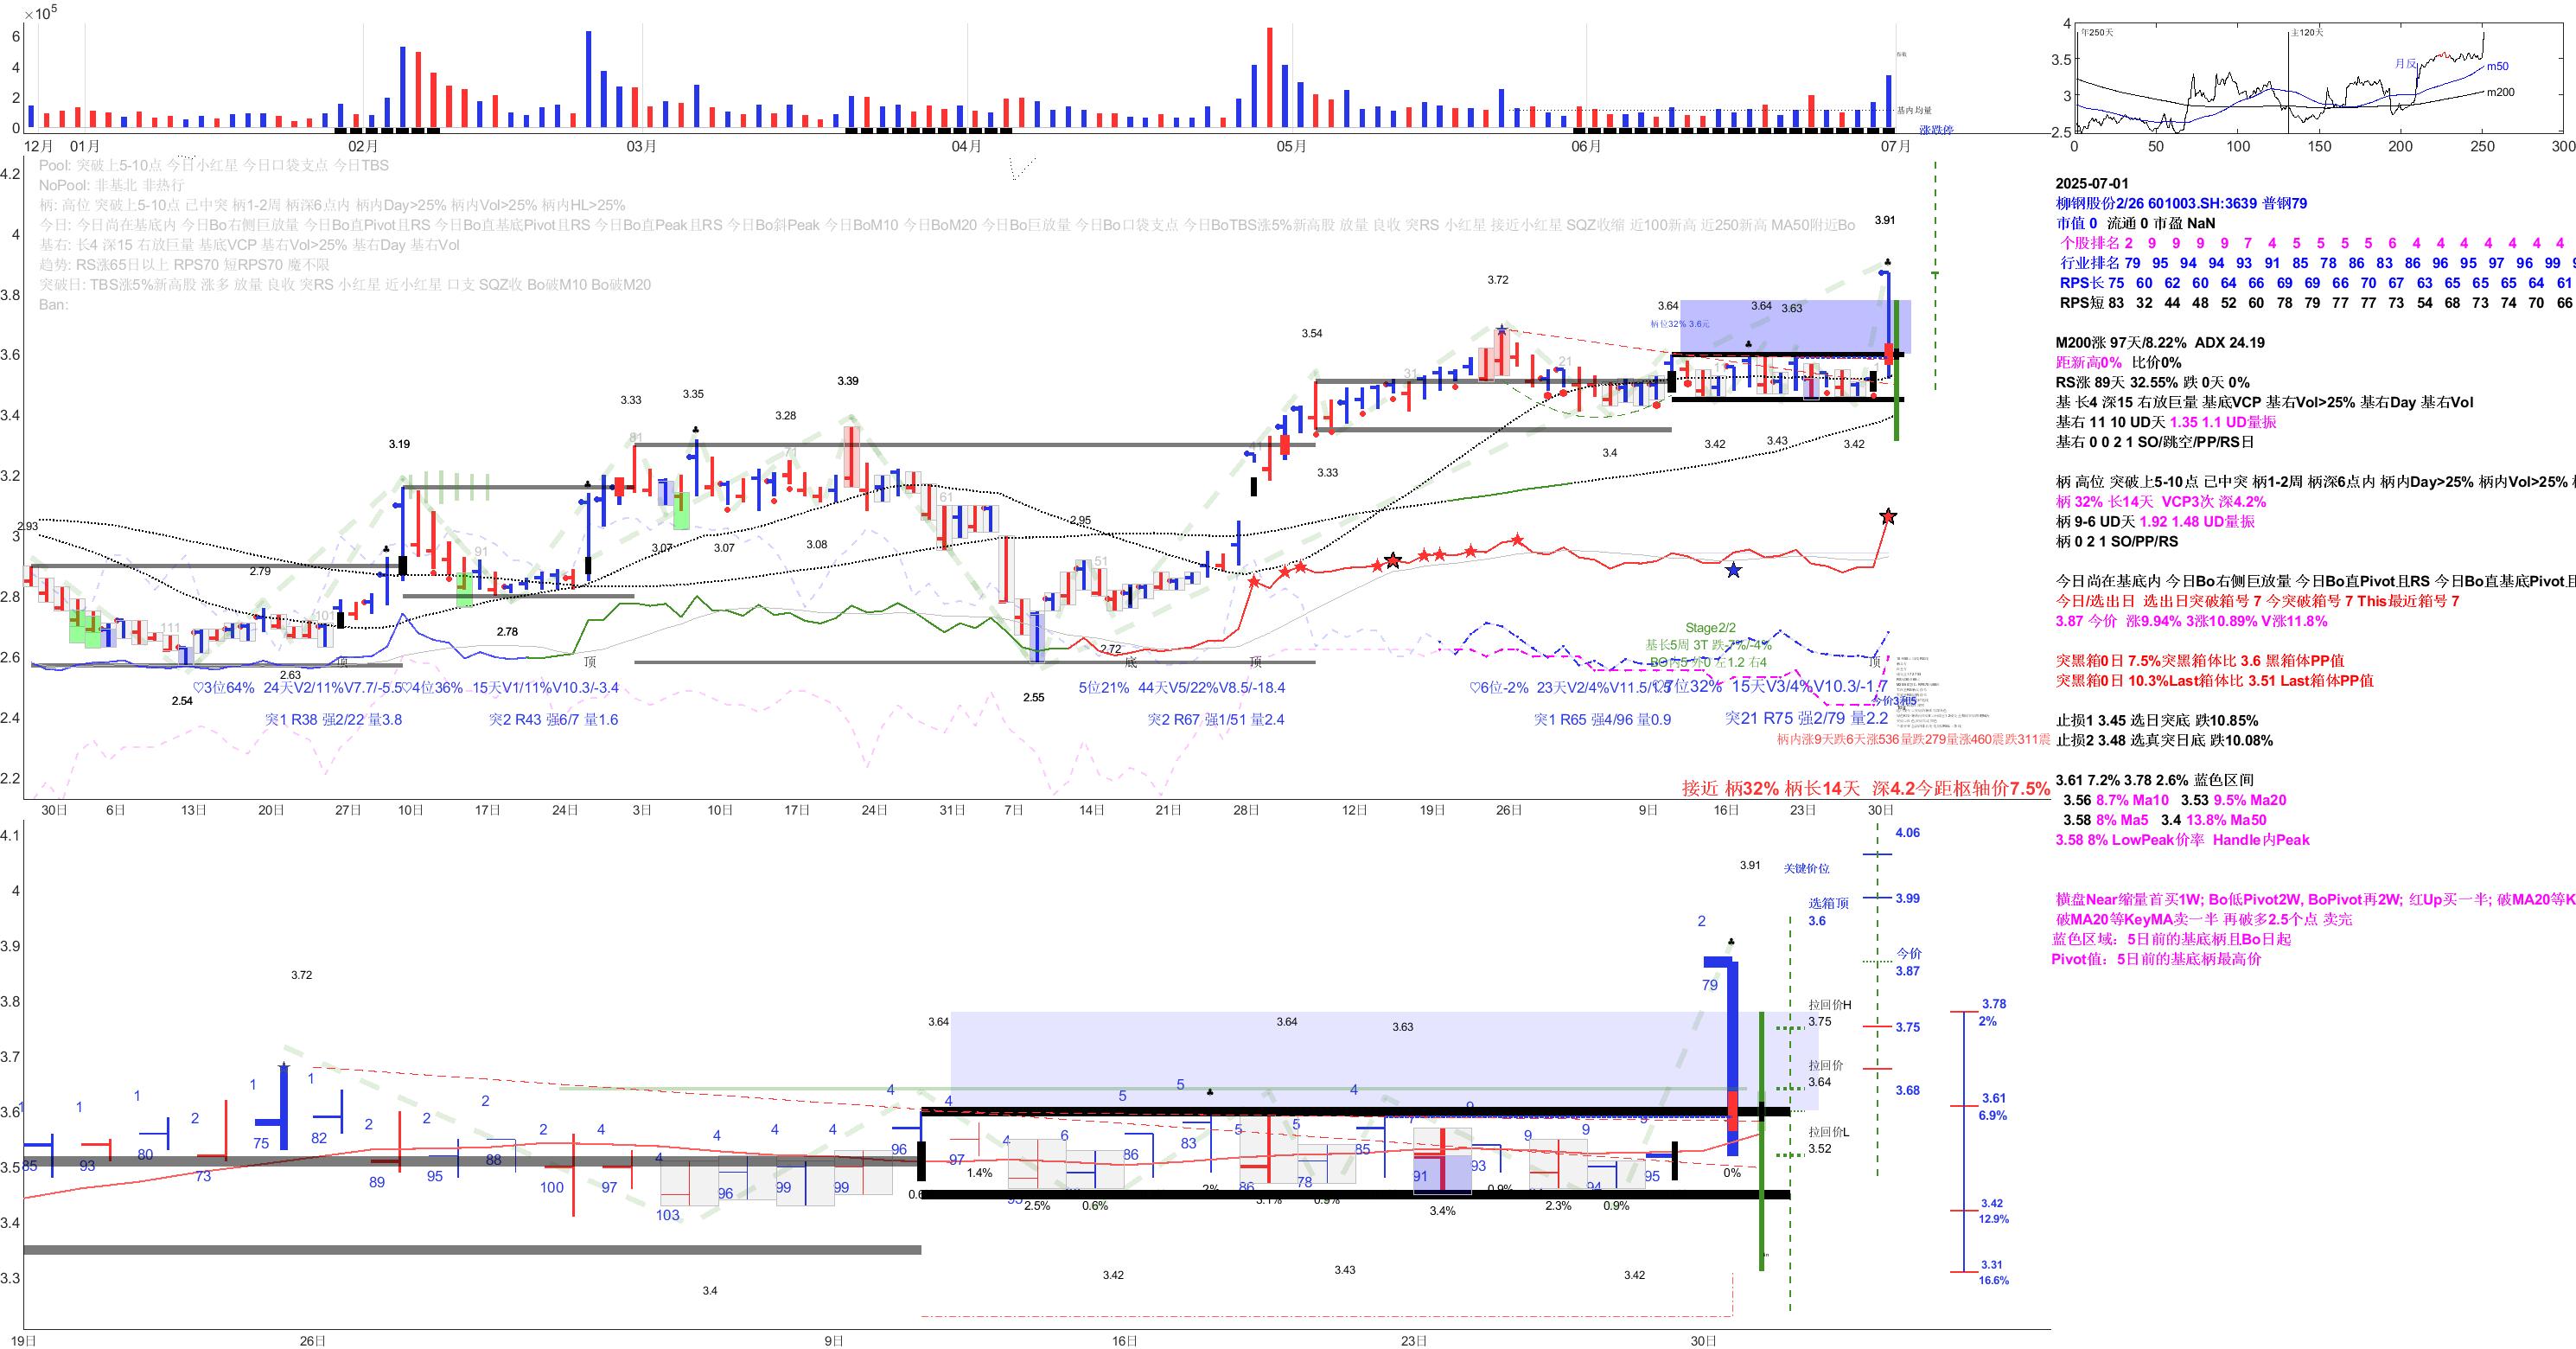 ×10⁵
6
4
2
0
12月 01月 02月 03月 04月 05月 06月 07月
基内均量
涨跌停
4
3.5
3
2.5
年250天
主120天
月反
m50
m200
0 50 100 150 200 250 300
Pool: 突破上5-10点 今日小红星 今日口袋支点 今日TBS
NoPool: 非基北 非热行
柄: 高位 突破上5-10点 己中突 柄1-2周 柄深6点内 柄内Day>25% 柄内Vol>25% 柄内HL>25%
今日: 今日尚在基底内 今日Bo右侧巨放量 今日Bo直Pivot且RS 今日Bo直基底Pivot且RS 今日Bo直Peak且RS 今日Bo斜Peak 今日BoM10 今日BoM20 今日Bo巨放量 今日Bo口袋支点 今日BoTBS涨5%新高股 放量 良收 突RS 小红星 接近小红星 SQZ收缩 近100新高 近250新高 MA50附近Bo
基右: 长4 深15 右放巨量 基底VCP 基右Vol>25% 基右Day 基右Vol
趋势: RS涨65日以上 RPS70 短RPS70 魔不限
突破日: TBS涨5%新高股 涨多 放量 良收 突RS 小红星 近小红星 口支 SQZ收 Bo破M10 Bo破M20
Ban:
4.2
4
3.8
3.6
3.4
3.2
3
2.8
2.6
2.4
2.2
2.93
2.79
2.63
2.54
3.19
2.78
3.33
3.35
3.07
3.07
3.28
3.08
3.39
2.95
2.55
2.72
3.54
3.33
3.72
3.4
3.64
3.64
3.63
3.42
3.43
3.42
3.91
111
101
91
81
71
61
51
41
31
21
11
柄位32% 3.6元
顶 顶 底 顶 顶
Stage2/2
基长5周 3T 跌-7%/-4%
BO内5 外0 左1.2 右4
♡3位64% 24天V2/11%V7.7/-5.5
♡4位36% 15天V1/11%V10.3/-3.4
5位21% 44天V5/22%V8.5/-18.4
♡6位-2% 23天V2/4%V11.5/
♡7位32% 15天V3/4%V10.3/-1.7
突1 R38 强2/22 量3.8
突2 R43 强6/7 量1.6
突2 R67 强1/51 量2.4
突1 R65 强4/96 量0.9
突21 R75 强2/79 量2.2
柄内涨9天跌6天涨536量跌279量涨460震跌311震
接近 柄32% 柄长14天 深4.2今距枢轴价7.5%
30日 6日 13日 20日 27日 10日 17日 24日 3日 10日 17日 24日 31日 7日 14日 21日 28日 12日 19日 26日 9日 16日 23日 30日
2025-07-01
柳钢股份2/26 601003.SH:3639 普钢79
市值 0 流通 0 市盈 NaN
个股排名 2 9 9 9 9 7 4 5 5 5 5 6 4 4 4 4 4 4 4
行业排名 79 95 94 94 93 91 85 78 86 83 86 96 95 97 96 99
RPS长 75 60 62 60 64 66 69 69 66 70 67 63 65 65 65 64 61
RPS短 83 32 44 48 52 60 78 79 77 77 73 54 68 73 74 70 66
M200涨 97天/8.22% ADX 24.19
距新高0% 比价0%
RS涨 89天 32.55% 跌 0天 0%
基 长4 深15 右放巨量 基底VCP 基右Vol>25% 基右Day 基右Vol
基右 11 10 UD天 1.35 1.1 UD量振
基右 0 0 2 1 SO/跳空/PP/RS日
柄 高位 突破上5-10点 己中突 柄1-2周 柄深6点内 柄内Day>25% 柄内Vol>25%
柄 32% 长14天 VCP3次 深4.2%
柄 9-6 UD天 1.92 1.48 UD量振
柄 0 2 1 SO/PP/RS
今日尚在基底内 今日Bo右侧巨放量 今日Bo直Pivot且RS 今日Bo直基底Pivot
今日/选出日 选出日突破箱号 7 今突破箱号 7 This最近箱号 7
3.87 今价 涨9.94% 3涨10.89% V涨11.8%
突黑箱0日 7.5%突黑箱体比 3.6 黑箱体PP值
突黑箱0日 10.3%Last箱体比 3.51 Last箱体PP值
止损1 3.45 选日突底 跌10.85%
止损2 3.48 选真突日底 跌10.08%
3.61 7.2% 3.78 2.6% 蓝色区间
3.56 8.7% Ma10 3.53 9.5% Ma20
3.58 8% Ma5 3.4 13.8% Ma50
3.58 8% LowPeak价率 Handle内Peak
横盘Near缩量首买1W; Bo低Pivot2W, BoPivot再2W; 红Up买一半; 破MA20等K
破MA20等KeyMA卖一半 再破多2.5个点 卖完
蓝色区域：5日前的基底柄且Bo日起
Pivot值：5日前的基底柄最高价
4.1
4
3.9
3.8
3.7
3.6
3.5
3.4
3.3
3.72
3.4
3.64
3.42
3.64
3.43
3.63
3.42
3.91
1 1 1 2 1 1 2 2 2 2 4 4 4 4 4 4 4 4 6 5 5 5 5 4 9 9 9 2
85 93 80 73 75 82 89 95 88 100 97 103 96 99 99 96 97 86 83 86 78 85 91 93 94 95 79
1.4% 2.5% 0.6% 2% 3.1% 0.9% 3.4% 0.9% 2.3% 0.9% 0%
关键价位
选箱顶
3.6
今价
3.87
拉回价H
3.75
拉回价
3.64
拉回价L
3.52
4.06
3.99
3.75
3.68
3.78
2%
3.61
6.9%
3.42
12.9%
3.31
16.6%
19日 26日 9日 16日 23日 30日